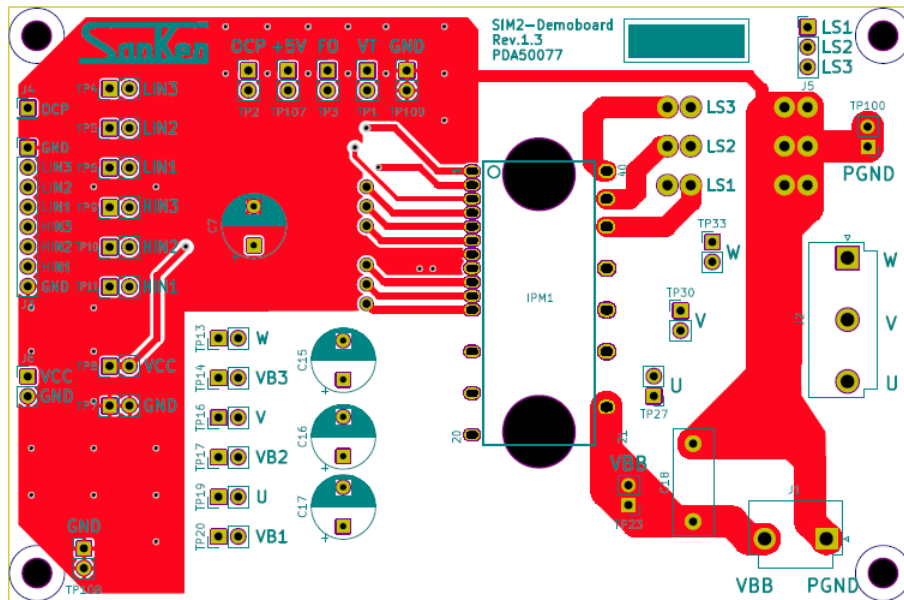 SanKen
OCP +5V FO VT GND
TP2 TP107 TP3 TP1 TP109
SIM2-Demoboard
Rev.1.3
PDA50077
LS1
LS2
LS3
J5
J4
OCP
GND
LIN3
LIN2
LIN1
HIN3
HIN2
HIN1
GND
J3
TP4 LIN3
TP5 LIN2
TP6 LIN1
TP9 HIN3
TP10 HIN2
TP11 HIN1
VCC
GND
TP8 VCC
TP7 GND
GND
TP108
C7
TP13 W
TP14 VB3
TP16 V
TP17 VB2
TP19 U
TP20 VB1
C15
+
C16
+
C17
+
40
IPM1
20
21
LS3
LS2
LS1
TP100
PGND
TP33
W
TP30
V
U
TP27
J2
W
V
U
VBB
TP23
C18
J1
VBB PGND